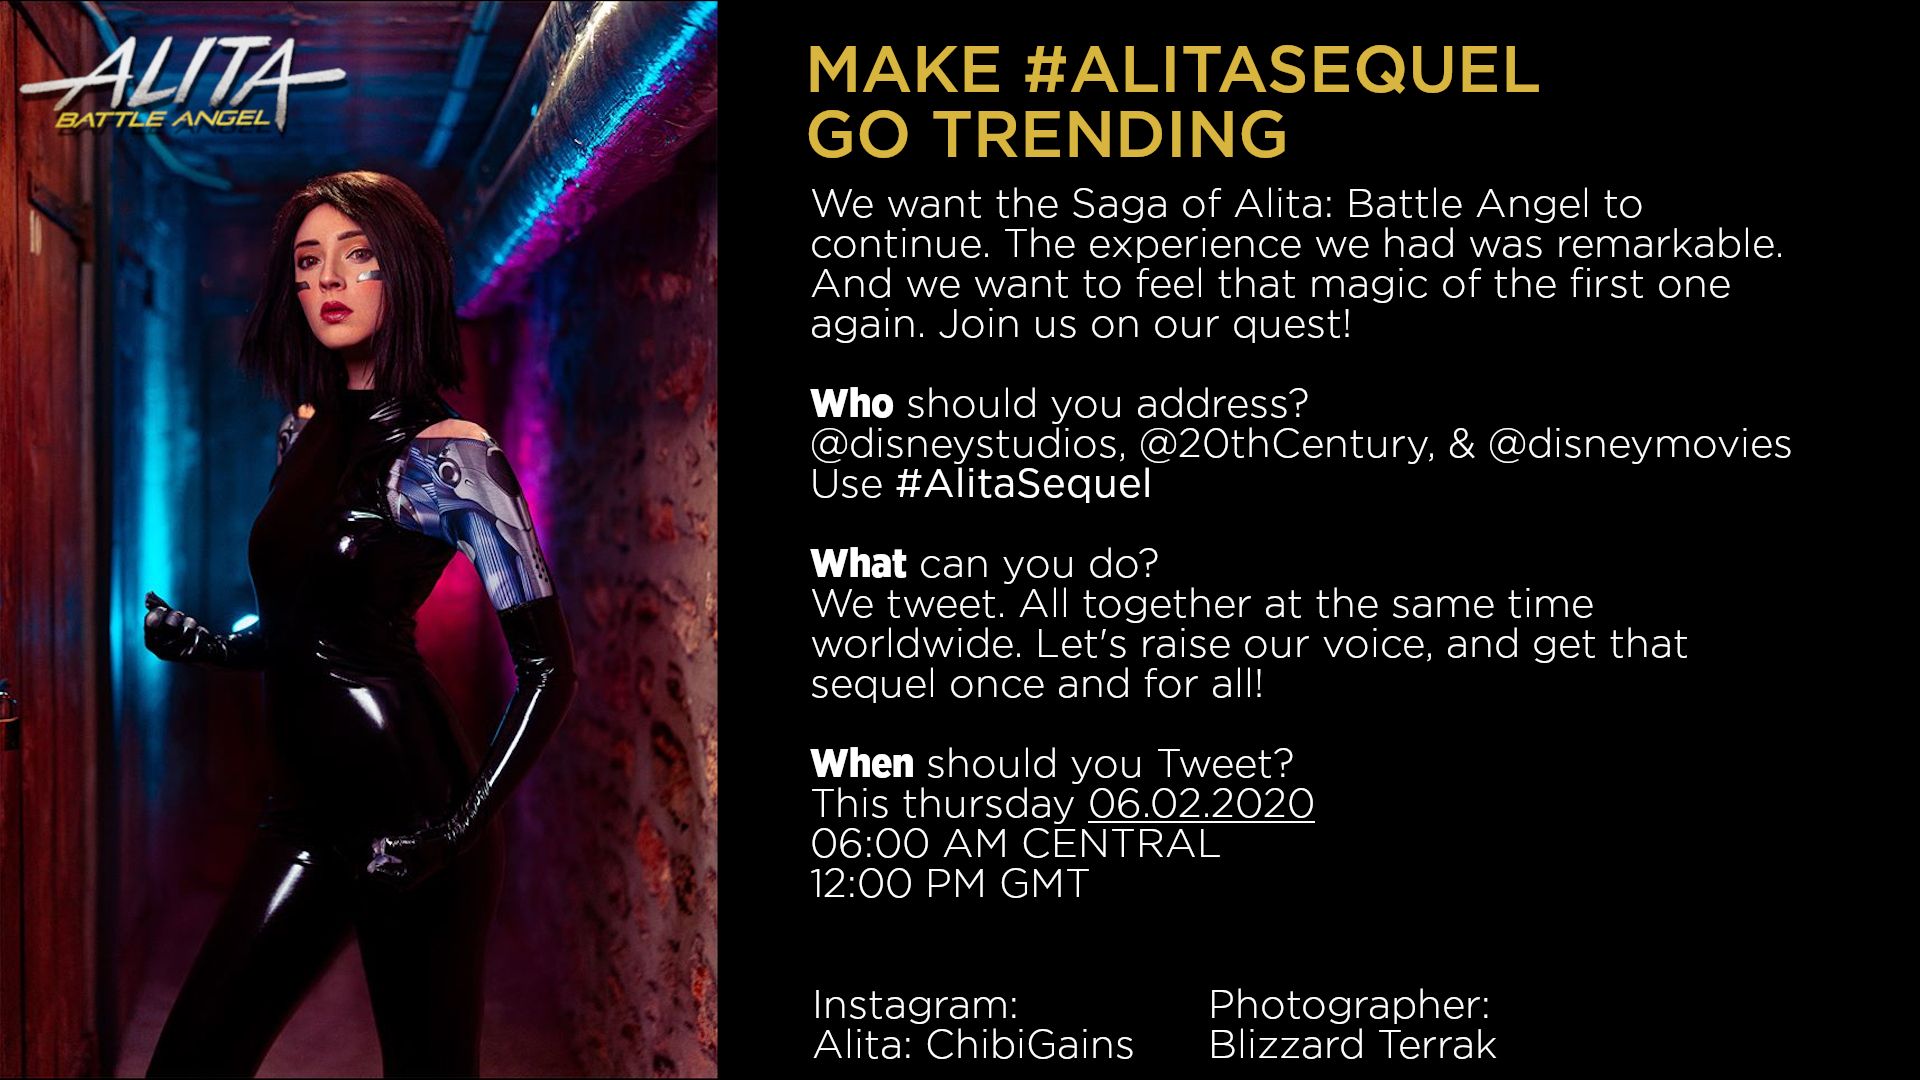 ALITA
BATTLE ANGEL
MAKE #ALITASEQUEL
GO TRENDING
We want the Saga of Alita: Battle Angel to
continue. The experience we had was remarkable.
And we want to feel that magic of the first one
again. Join us on our quest!
Who should you address?
@disneystudios, @20thCentury, & @disneymovies
Use #AlitaSequel
What can you do?
We tweet. All together at the same time
worldwide. Let's raise our voice, and get that
sequel once and for all!
When should you Tweet?
This thursday 06.02.2020
06:00 AM CENTRAL
12:00 PM GMT
Instagram:
Alita: ChibiGains
Photographer:
Blizzard Terrak